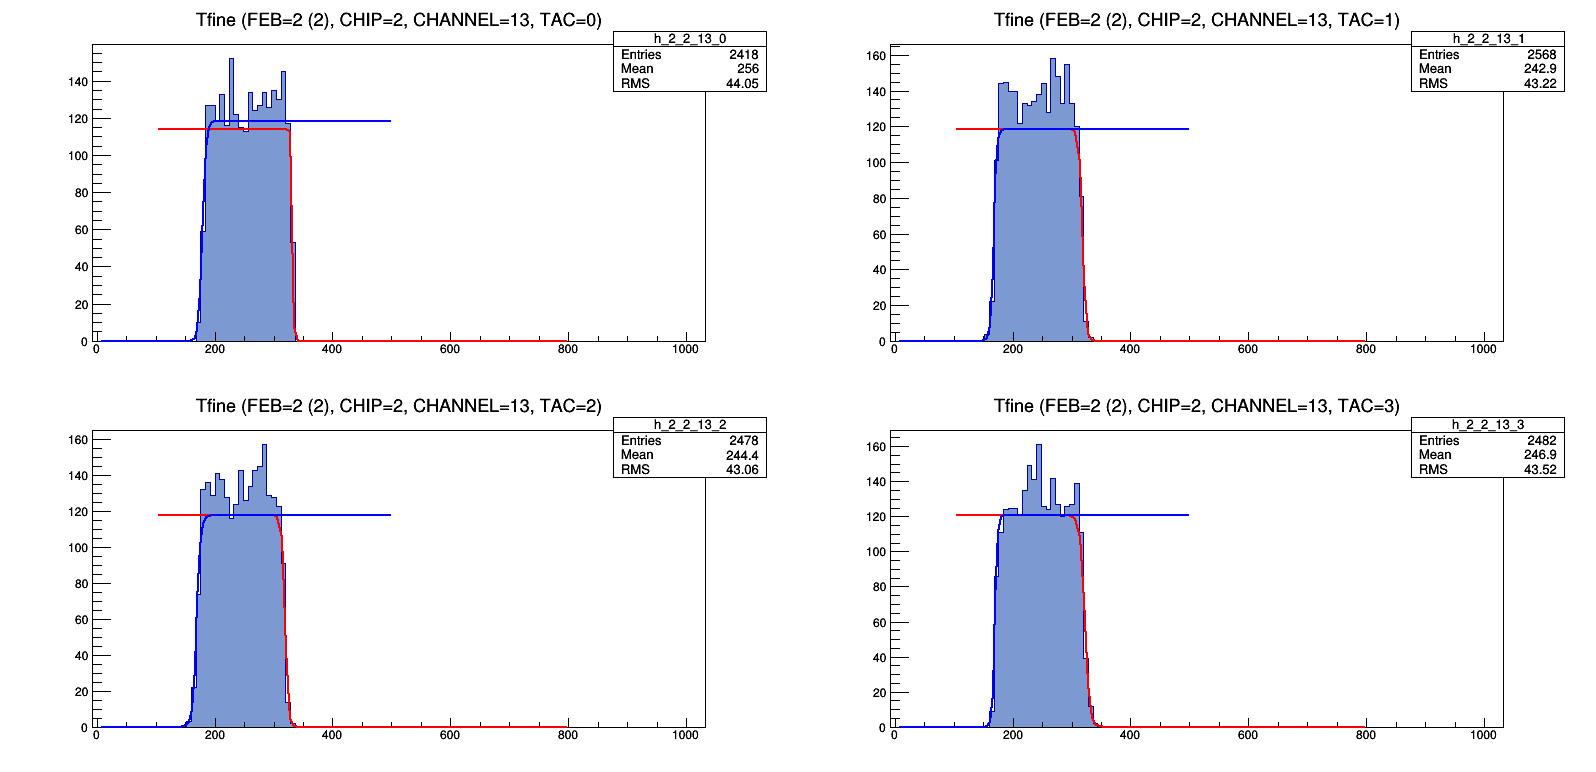 Tfine (FEB=2 (2), CHIP=2, CHANNEL=13, TAC=0)
h_2_2_13_0
Entries 2418
Mean 256
RMS 44.05
140
120
100
80
60
40
20
0
0 200 400 600 800 1000
Tfine (FEB=2 (2), CHIP=2, CHANNEL=13, TAC=1)
h_2_2_13_1
Entries 2568
Mean 242.9
RMS 43.22
160
140
120
100
80
60
40
20
0
0 200 400 600 800 1000
Tfine (FEB=2 (2), CHIP=2, CHANNEL=13, TAC=2)
h_2_2_13_2
Entries 2478
Mean 244.4
RMS 43.06
160
140
120
100
80
60
40
20
0
0 200 400 600 800 1000
Tfine (FEB=2 (2), CHIP=2, CHANNEL=13, TAC=3)
h_2_2_13_3
Entries 2482
Mean 246.9
RMS 43.52
160
140
120
100
80
60
40
20
0
0 200 400 600 800 1000